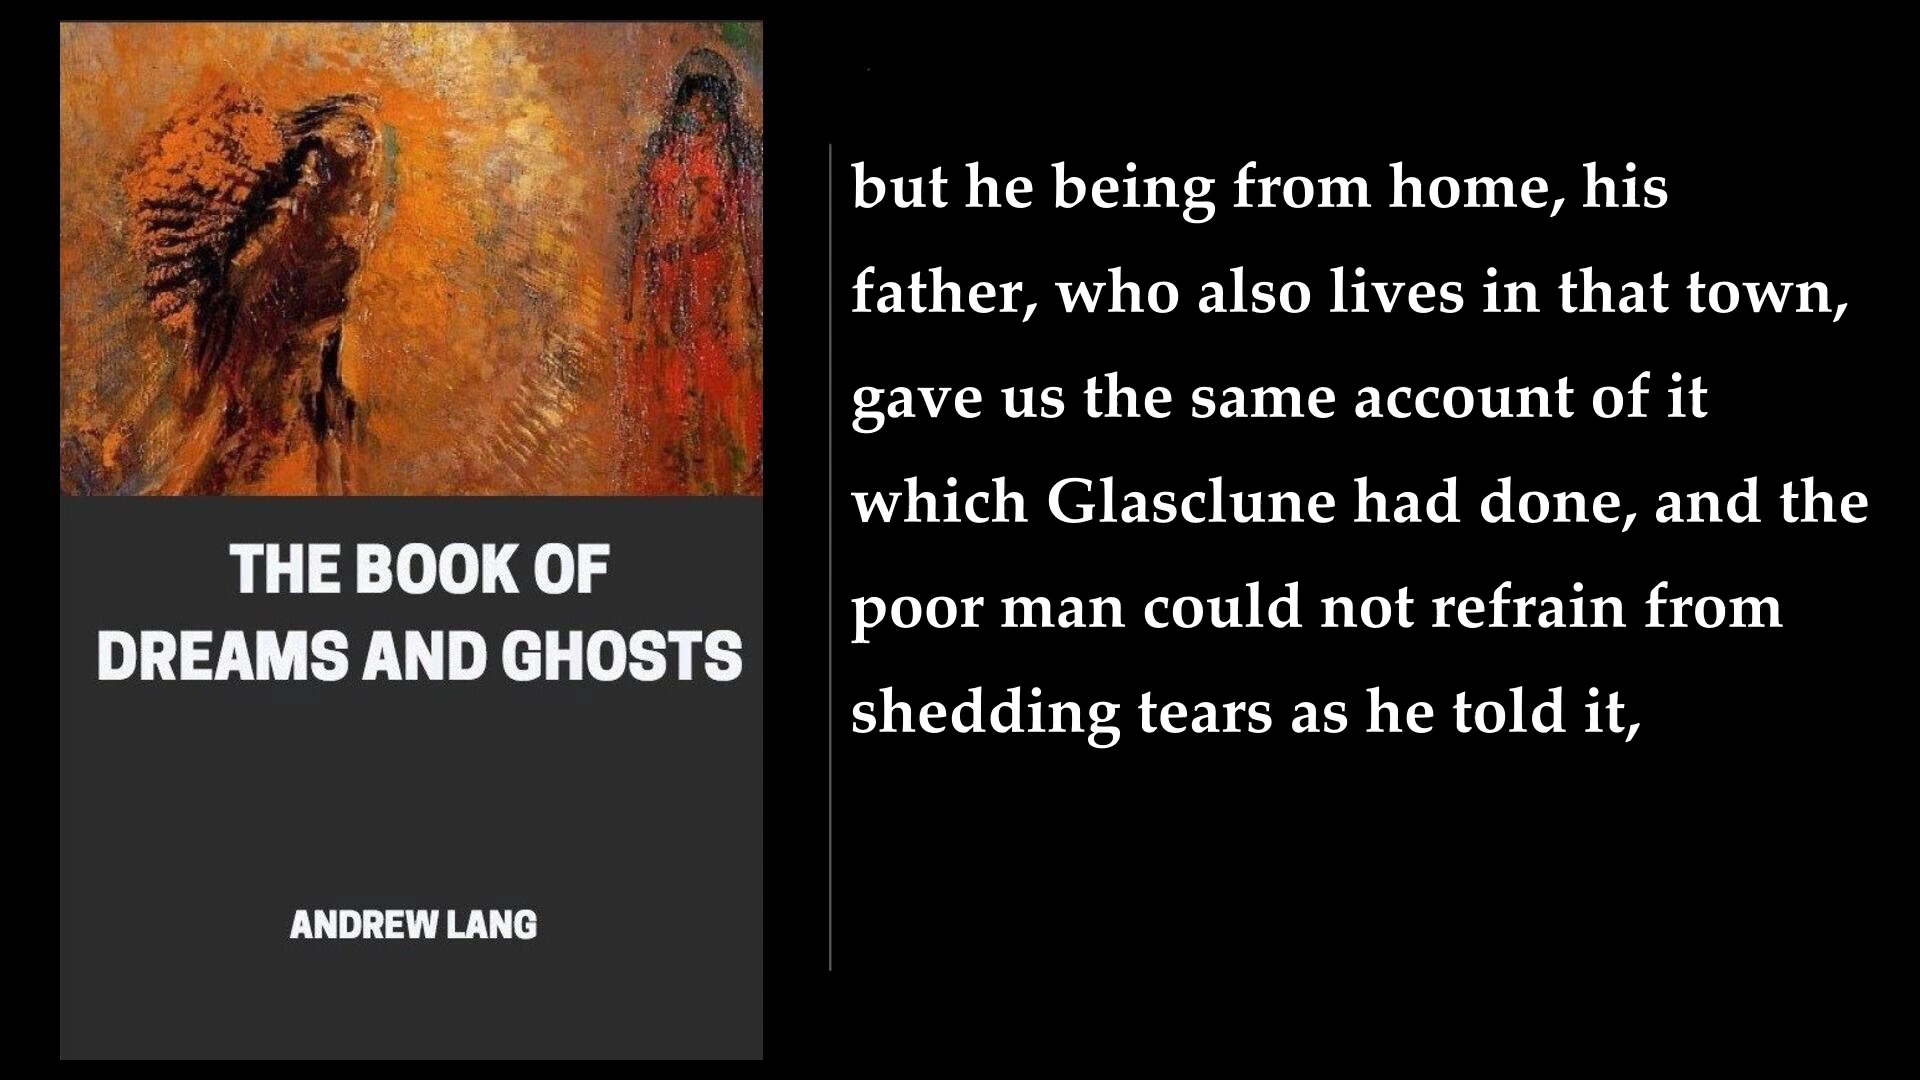 THE BOOK OF
DREAMS AND GHOSTS
ANDREW LANG
but he being from home, his
father, who also lives in that town,
gave us the same account of it
which Glasclune had done, and the
poor man could not refrain from
shedding tears as he told it,